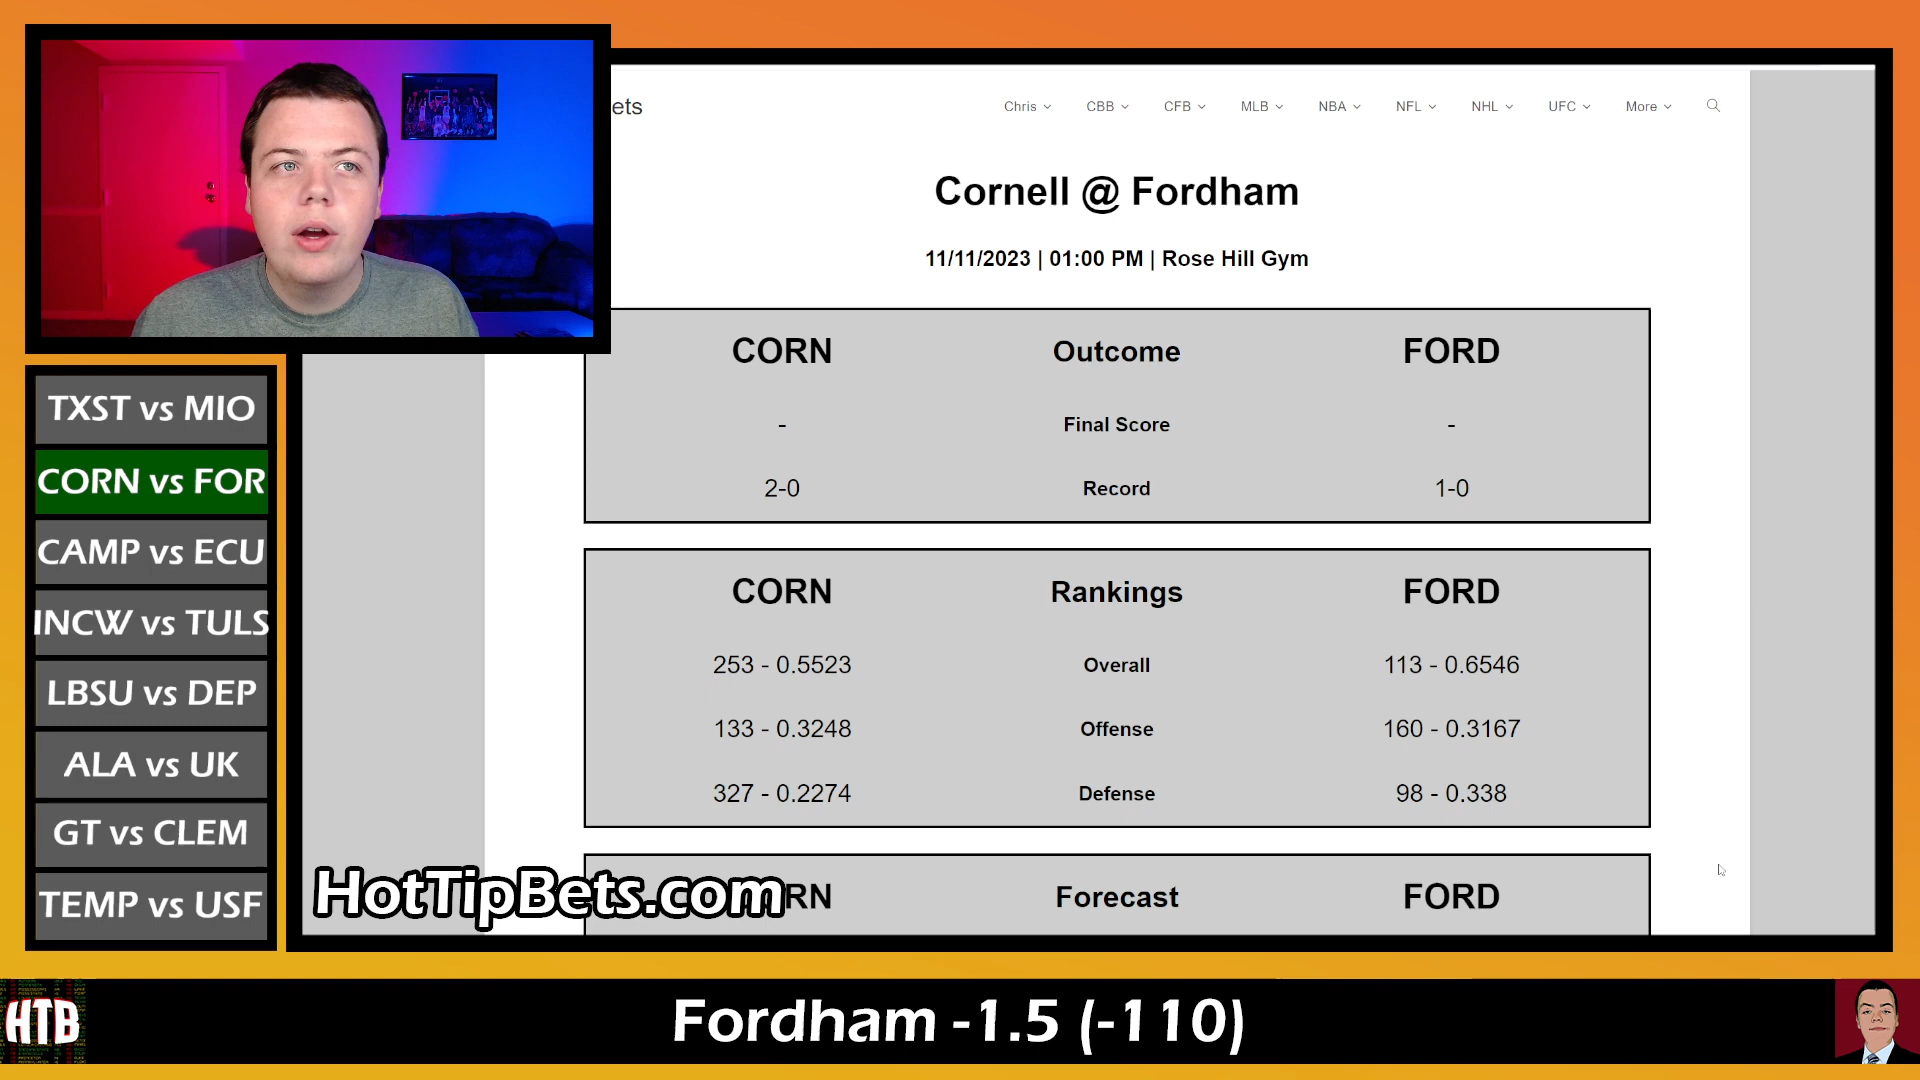 ets
Chris
CBB
CFB
MLB
NBA
NFL
NHL
UFC
More
Cornell @ Fordham
11/11/2023 | 01:00 PM | Rose Hill Gym
CORN Outcome FORD
- Final Score -
2-0 Record 1-0
CORN Rankings FORD
253 - 0.5523 Overall 113 - 0.6546
133 - 0.3248 Offense 160 - 0.3167
327 - 0.2274 Defense 98 - 0.338
RN Forecast FORD
TXST vs MIO
CORN vs FOR
CAMP vs ECU
INCW vs TULS
LBSU vs DEP
ALA vs UK
GT vs CLEM
TEMP vs USF
HotTipBets.com
HTB
Fordham -1.5 (-110)